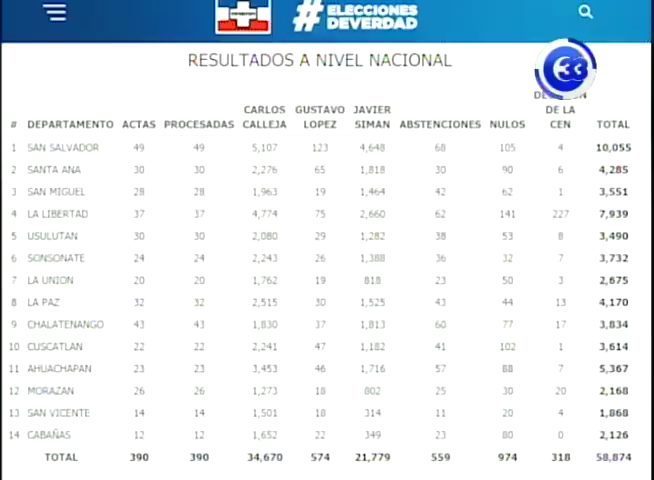 ELECCIONES
#DEVERDAD
33
RESULTADOS A NIVEL NACIONAL
# DEPARTAMENTO ACTAS PROCESADAS CARLOS CALLEJA GUSTAVO LOPEZ JAVIER SIMAN ABSTENCIONES NULOS DE LA CEN TOTAL
1 SAN SALVADOR 49 49 5,107 123 4,648 68 105 4 10,055
2 SANTA ANA 30 30 2,276 65 1,818 30 90 6 4,285
3 SAN MIGUEL 28 28 1,963 19 1,464 42 62 1 3,551
4 LA LIBERTAD 37 37 4,774 75 2,660 62 141 227 7,939
5 USULUTAN 30 30 2,080 29 1,282 38 53 8 3,490
6 SONSONATE 24 24 2,243 26 1,388 36 32 7 3,732
7 LA UNION 20 20 1,762 19 818 23 50 3 2,675
8 LA PAZ 32 32 2,515 30 1,525 43 44 13 4,170
9 CHALATENANGO 43 43 1,830 37 1,813 60 77 17 3,834
10 CUSCATLAN 22 22 2,241 47 1,182 41 102 1 3,614
11 AHUACHAPAN 23 23 3,453 46 1,716 57 88 7 5,367
12 MORAZAN 26 26 1,273 18 802 25 30 20 2,168
13 SAN VICENTE 14 14 1,501 18 314 11 20 4 1,868
14 CABAÑAS 12 12 1,652 22 349 23 80 0 2,126
TOTAL 390 390 34,670 574 21,779 559 974 318 58,874